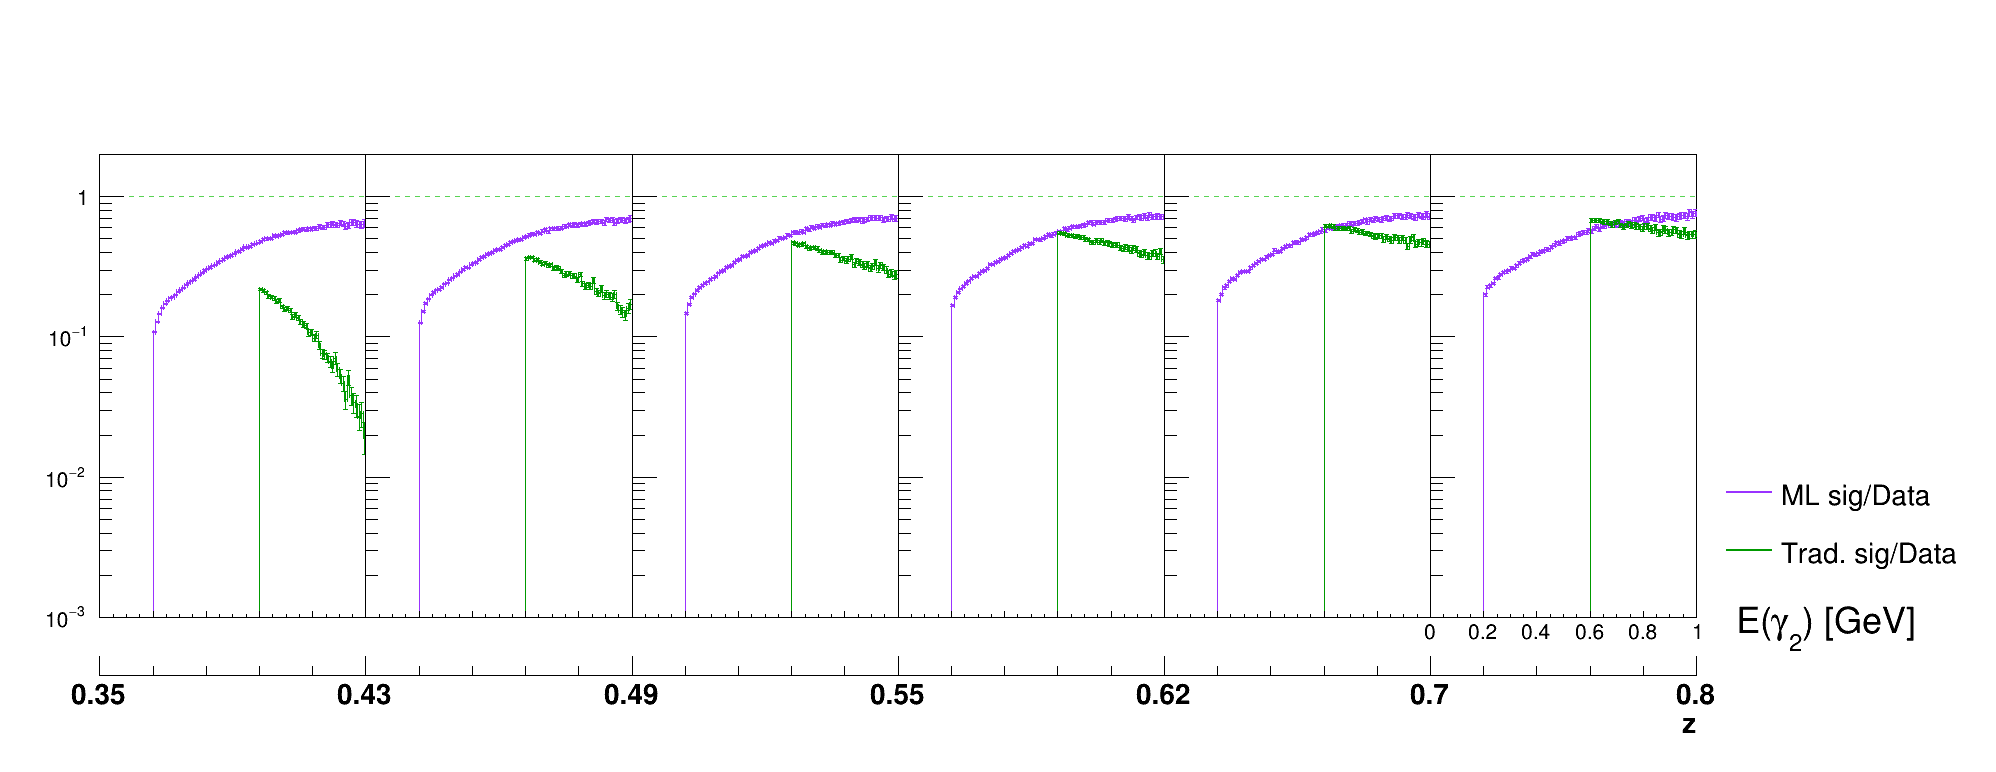 1
10⁻¹
10⁻²
10⁻³
ML sig/Data
Trad. sig/Data
0 0.2 0.4 0.6 0.8 1
E(γ₂) [GeV]
0.35 0.43 0.49 0.55 0.62 0.7 0.8
z